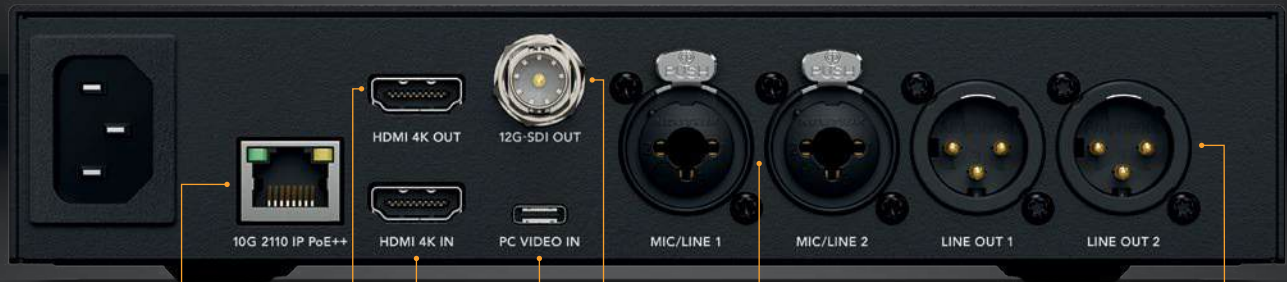 PUSH
PUSH
HDMI 4K OUT
12G-SDI OUT
10G 2110 IP PoE++
HDMI 4K IN
PC VIDEO IN
MIC/LINE 1
MIC/LINE 2
LINE OUT 1
LINE OUT 2